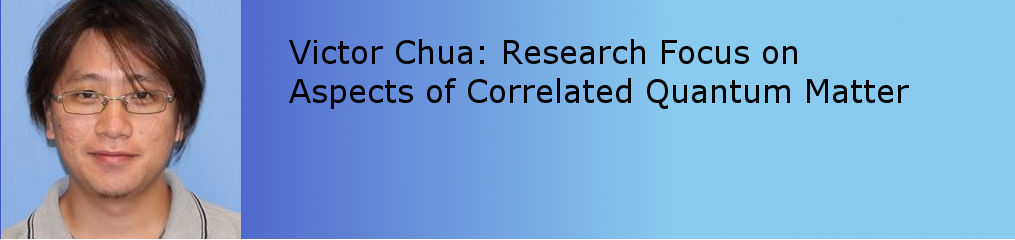 Victor Chua: Research Focus on
Aspects of Correlated Quantum Matter